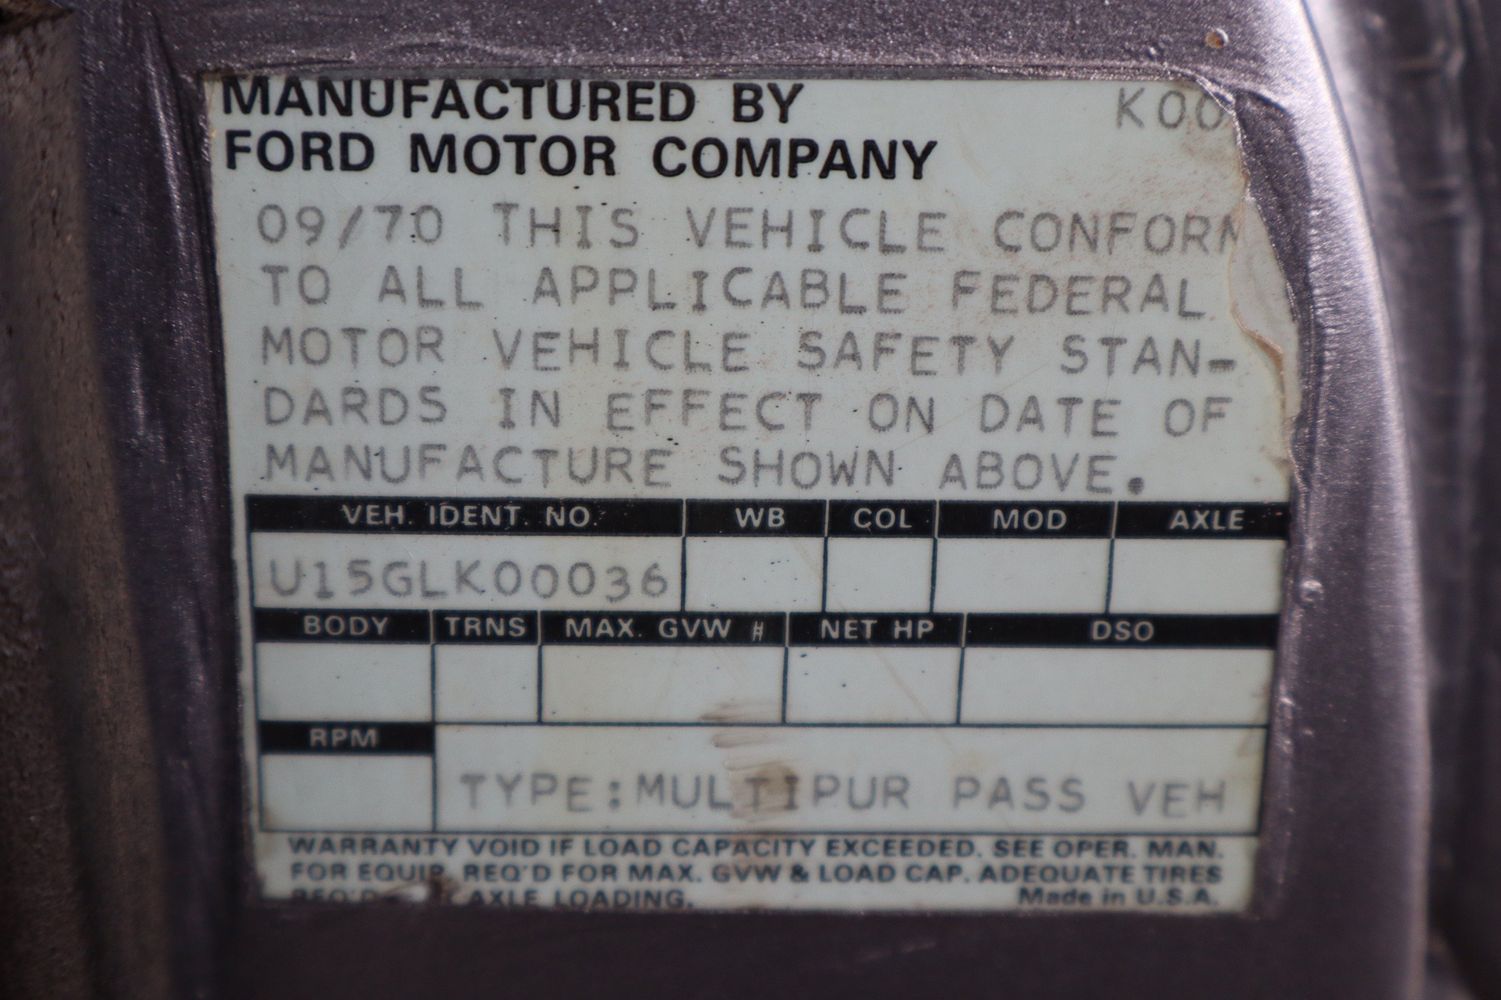 MANUFACTURED BY K00
FORD MOTOR COMPANY
09/70 THIS VEHICLE CONFORM
TO ALL APPLICABLE FEDERAL
MOTOR VEHICLE SAFETY STAN-
DARDS IN EFFECT ON DATE OF
MANUFACTURE SHOWN ABOVE.
VEH. IDENT. NO. WB COL MOD AXLE
U15GLK00036
BODY TRNS MAX. GVW # NET HP DSO
RPM
TYPE:MULTIPUR PASS VEH
WARRANTY VOID IF LOAD CAPACITY EXCEEDED. SEE OPER. MAN.
FOR EQUIP. REQ'D FOR MAX. GVW & LOAD CAP. ADEQUATE TIRES
REQ'D AXLE LOADING. Made in U.S.A.